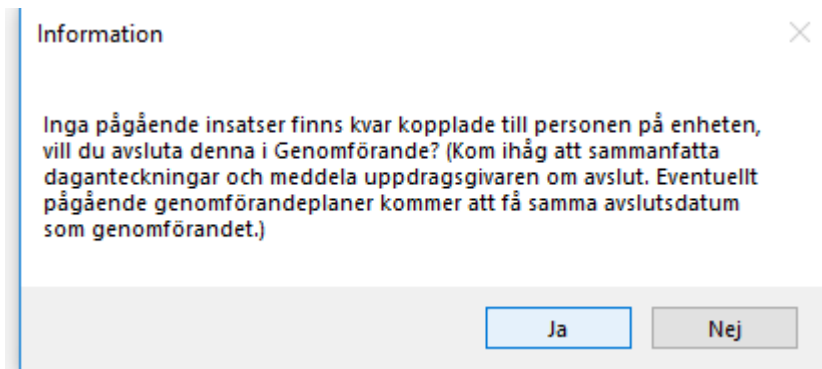 Information
Inga pågående insatser finns kvar kopplade till personen på enheten,
vill du avsluta denna i Genomförande? (Kom ihåg att sammanfatta
daganteckningar och meddela uppdragsgivaren om avslut. Eventuellt
pågående genomförandeplaner kommer att få samma avslutsdatum
som genomförandet.)
Ja Nej